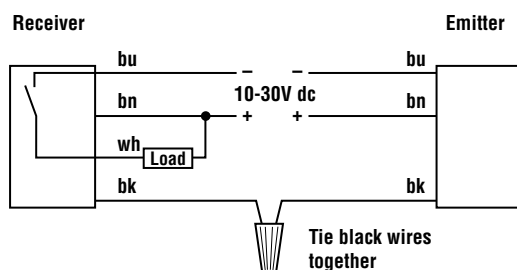 Receiver Emitter
bu − − bu
10-30V dc
bn + + bn
wh Load
bk bk
Tie black wires
together